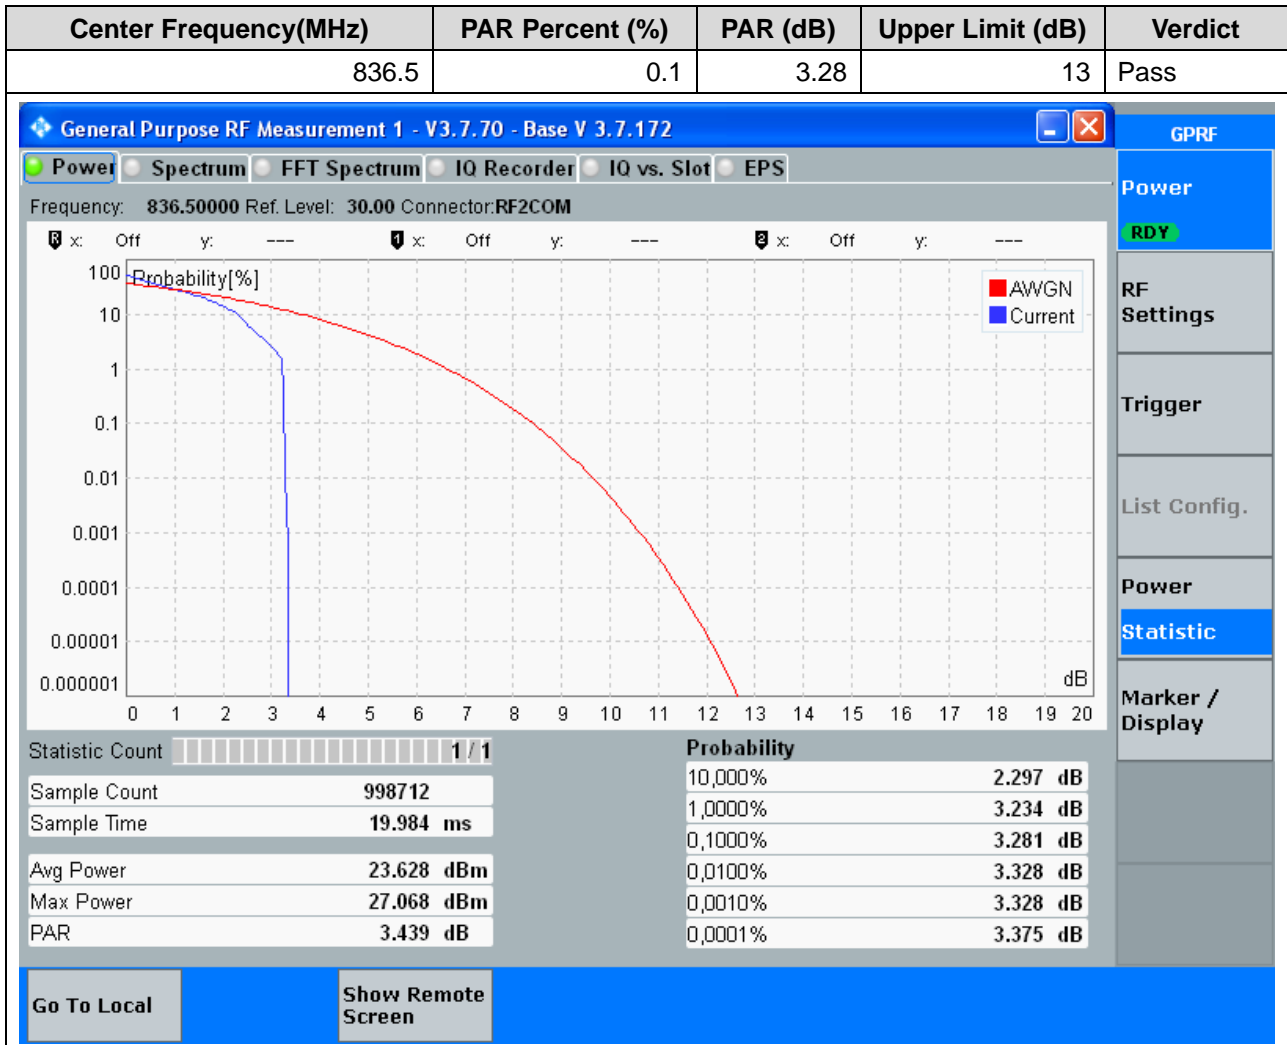 Center Frequency(MHz) PAR Percent (%) PAR (dB) Upper Limit (dB) Verdict
836.5 0.1 3.28 13 Pass
General Purpose RF Measurement 1 - V3.7.70 - Base V 3.7.172
GPRF
Power Spectrum FFT Spectrum IQ Recorder IQ vs. Slot EPS
Power
RDY
Frequency: 836.50000 Ref. Level: 30.00 Connector:RF2COM
R x: Off y: --- 1 x: Off y: --- 2 x: Off y: ---
Probability[%]
AWGN
Current
100
10
1
0.1
0.01
0.001
0.0001
0.00001
0.000001
dB
0 1 2 3 4 5 6 7 8 9 10 11 12 13 14 15 16 17 18 19 20
RF
Settings
Trigger
List Config.
Power
Statistic
Marker /
Display
Statistic Count 1 / 1
Sample Count 998712
Sample Time 19.984 ms
Avg Power 23.628 dBm
Max Power 27.068 dBm
PAR 3.439 dB
Probability
10,000% 2.297 dB
1,0000% 3.234 dB
0,1000% 3.281 dB
0,0100% 3.328 dB
0,0010% 3.328 dB
0,0001% 3.375 dB
Go To Local
Show Remote
Screen